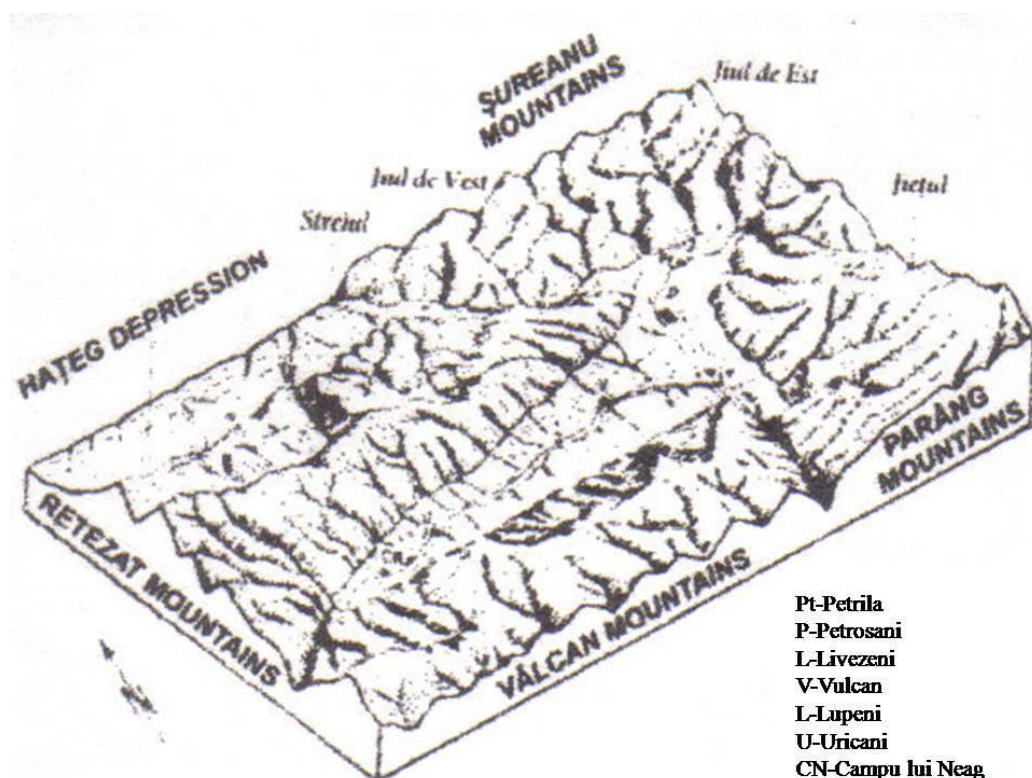 ŞUREANU
MOUNTAINS
Jiul de Est
Jiul de Vest
Jieţul
Streiul
HAŢEG DEPRESSION
RETEZAT MOUNTAINS
VÂLCAN MOUNTAINS
PARÂNG
MOUNTAINS
Pt-Petrila
P-Petrosani
L-Livezeni
V-Vulcan
L-Lupeni
U-Uricani
CN-Campu lui Neag